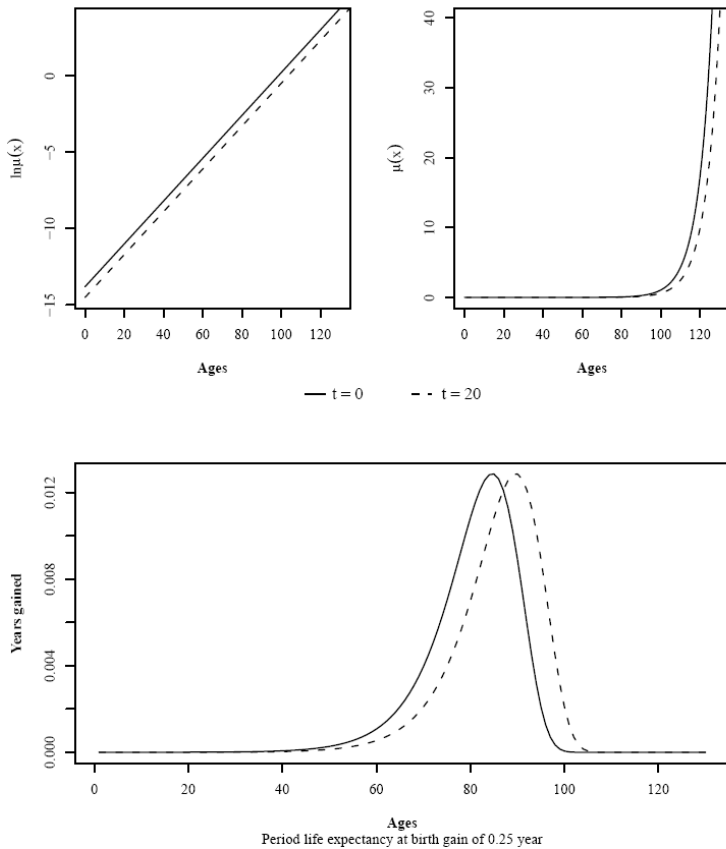 lnμ(x)
0
−5
−10
−15
0 20 40 60 80 100 120
Ages
μ(x)
40
30
20
10
0
0 20 40 60 80 100 120
Ages
t = 0 t = 20
Years gained
0.012
0.008
0.004
0.000
0 20 40 60 80 100 120
Ages
Period life expectancy at birth gain of 0.25 year